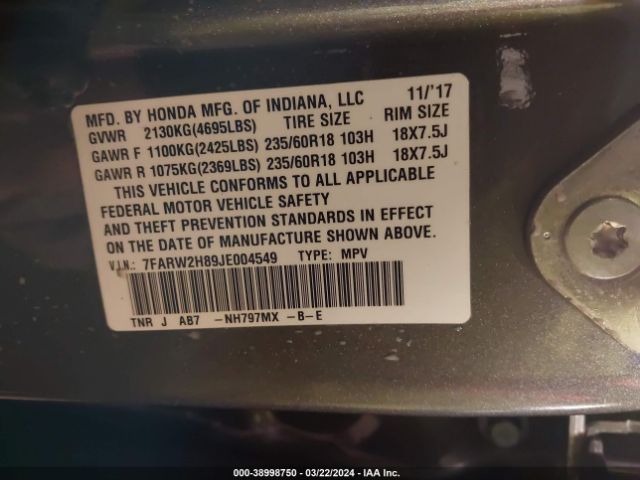 MFD. BY HONDA MFG. OF INDIANA, LLC 11/'17
GVWR 2130KG(4695LBS) TIRE SIZE RIM SIZE
GAWR F 1100KG(2425LBS) 235/60R18 103H 18X7.5J
GAWR R 1075KG(2369LBS) 235/60R18 103H 18X7.5J
THIS VEHICLE CONFORMS TO ALL APPLICABLE
FEDERAL MOTOR VEHICLE SAFETY
AND THEFT PREVENTION STANDARDS IN EFFECT
ON THE DATE OF MANUFACTURE SHOWN ABOVE.
V.I.N.: 7FARW2H89JE004549 TYPE: MPV
TNR J AB7 -NH797MX -B-E
000-38998750 - 03/22/2024 - IAA Inc.